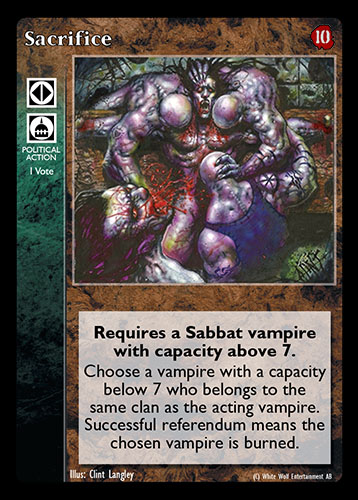 Sacrifice
10
POLITICAL
ACTION
1 Vote
Requires a Sabbat vampire
with capacity above 7.
Choose a vampire with a capacity
below 7 who belongs to the
same clan as the acting vampire.
Successful referendum means the
chosen vampire is burned.
Illus: Clint Langley
(C) White Wolf Entertainment AB